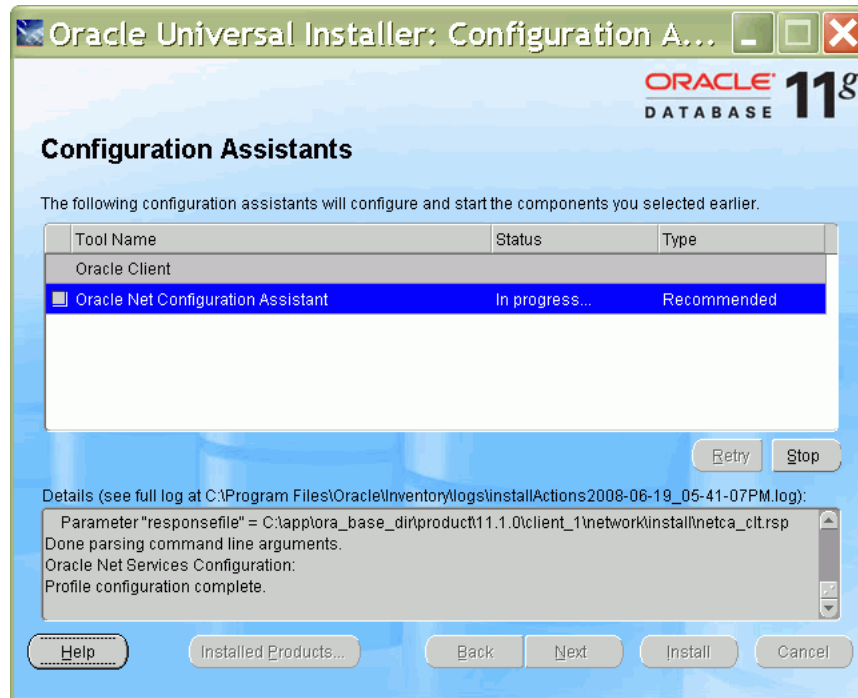 Oracle Universal Installer: Configuration A...
ORACLE 11g
DATABASE
Configuration Assistants
The following configuration assistants will configure and start the components you selected earlier.
Tool Name Status Type
Oracle Client
Oracle Net Configuration Assistant In progress... Recommended
Retry Stop
Details (see full log at C:\Program Files\Oracle\Inventory\logs\installActions2008-06-19_05-41-07PM.log):
Parameter "responsefile" = C:\app\ora_base_dir\product\11.1.0\client_1\network\install\netca_clt.rsp
Done parsing command line arguments.
Oracle Net Services Configuration:
Profile configuration complete.
Help Installed Products... Back Next Install Cancel